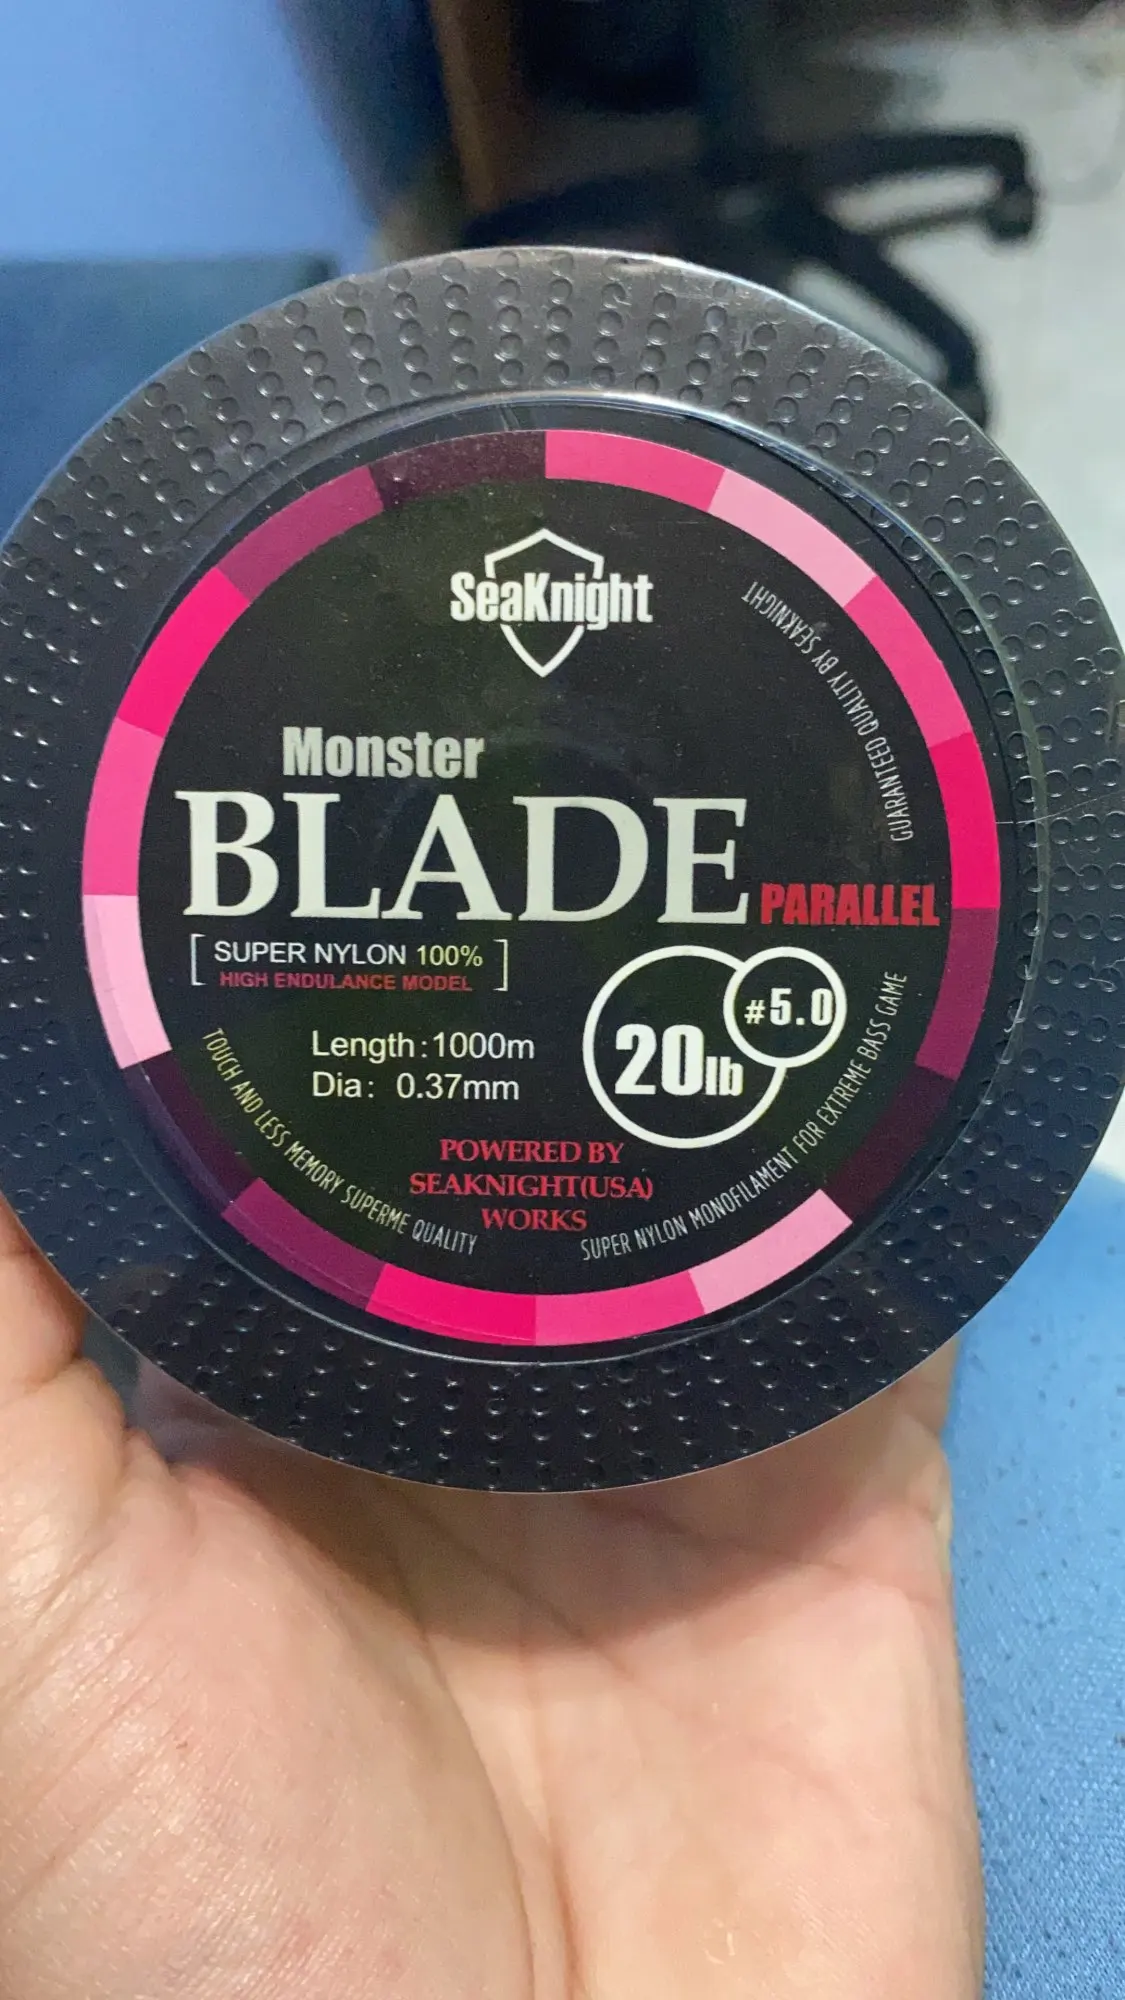 SeaKnight
GUARANTEED QUALITY BY SEAKNIGHT
Monster
BLADE PARALLEL
[ SUPER NYLON 100% ]
HIGH ENDULANCE MODEL
#5.0
20lb
Length:1000m
Dia: 0.37mm
POWERED BY
SEAKNIGHT(USA)
WORKS
TOUCH AND LESS MEMORY SUPERME QUALITY
SUPER NYLON MONOFILAMENT FOR EXTREME BASS GAME